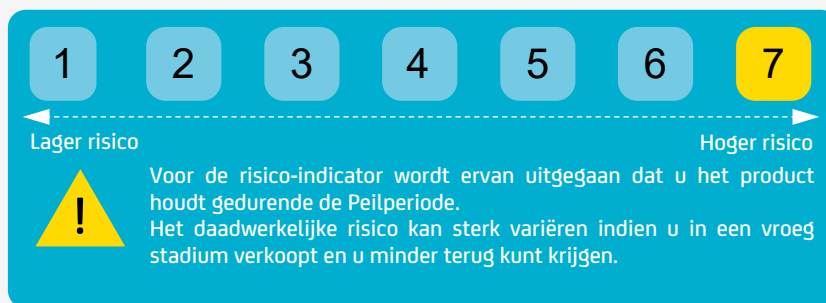 1 2 3 4 5 6 7
Lager risico Hoger risico
! Voor de risico-indicator wordt ervan uitgegaan dat u het product
houdt gedurende de Peilperiode.
Het daadwerkelijke risico kan sterk variëren indien u in een vroeg
stadium verkoopt en u minder terug kunt krijgen.